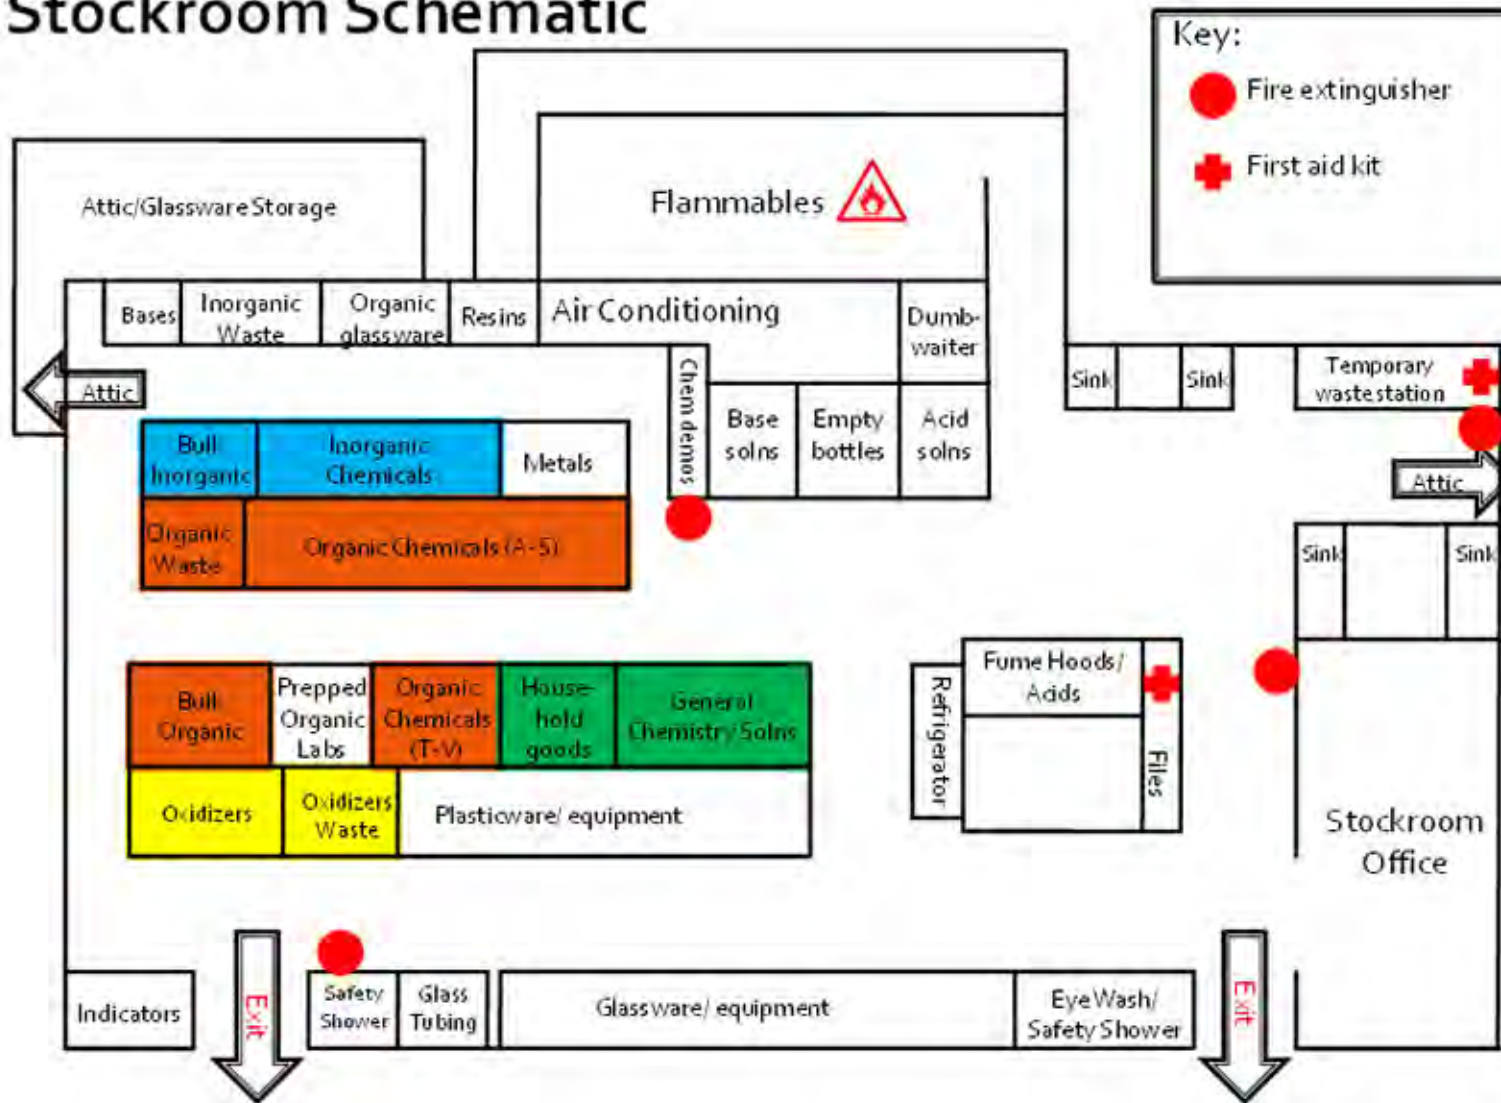 Stockroom Schematic
Key:
Fire extinguisher
First aid kit
Attic/Glassware Storage
Flammables
Bases
Inorganic
Waste
Organic
glassware
Resins
Air Conditioning
Dumb-
waiter
Attic
Chem demos
Base
solns
Empty
bottles
Acid
solns
Sink
Sink
Temporary
wastestation
Attic
Bulk
Inorganic
Inorganic
Chemicals
Metals
Organic
Waste
Organic Chemicals (A-S)
Sink
Sink
Bulk
Organic
Prepped
Organic
Labs
Organic
Chemicals
(T-V)
House-
hold
goods
General
Chemistry Solns
Oxidizers
Oxidizers
Waste
Plasticware/ equipment
Refrigerator
Fume Hoods/
Acids
Files
Stockroom
Office
Indicators
Exit
Safety
Shower
Glass
Tubing
Glassware/ equipment
Eye Wash/
Safety Shower
Exit